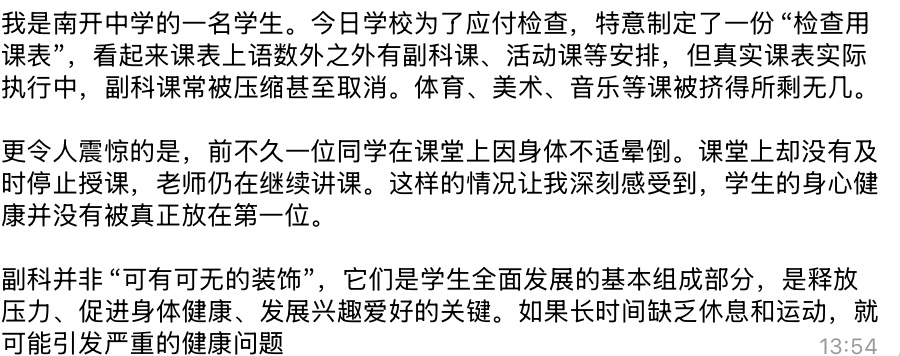 我是南开中学的一名学生。今日学校为了应付检查，特意制定了一份 “检查用
课表”，看起来课表上语数外之外有副科课、活动课等安排，但真实课表实际
执行中，副科课常被压缩甚至取消。体育、美术、音乐等课被挤得所剩无几。
更令人震惊的是，前不久一位同学在课堂上因身体不适晕倒。课堂上却没有及
时停止授课，老师仍在继续讲课。这样的情况让我深刻感受到，学生的身心健
康并没有被真正放在第一位。
副科并非 “可有可无的装饰”，它们是学生全面发展的基本组成部分，是释放
压力、促进身体健康、发展兴趣爱好的关键。如果长时间缺乏休息和运动，就
可能引发严重的健康问题
13:54